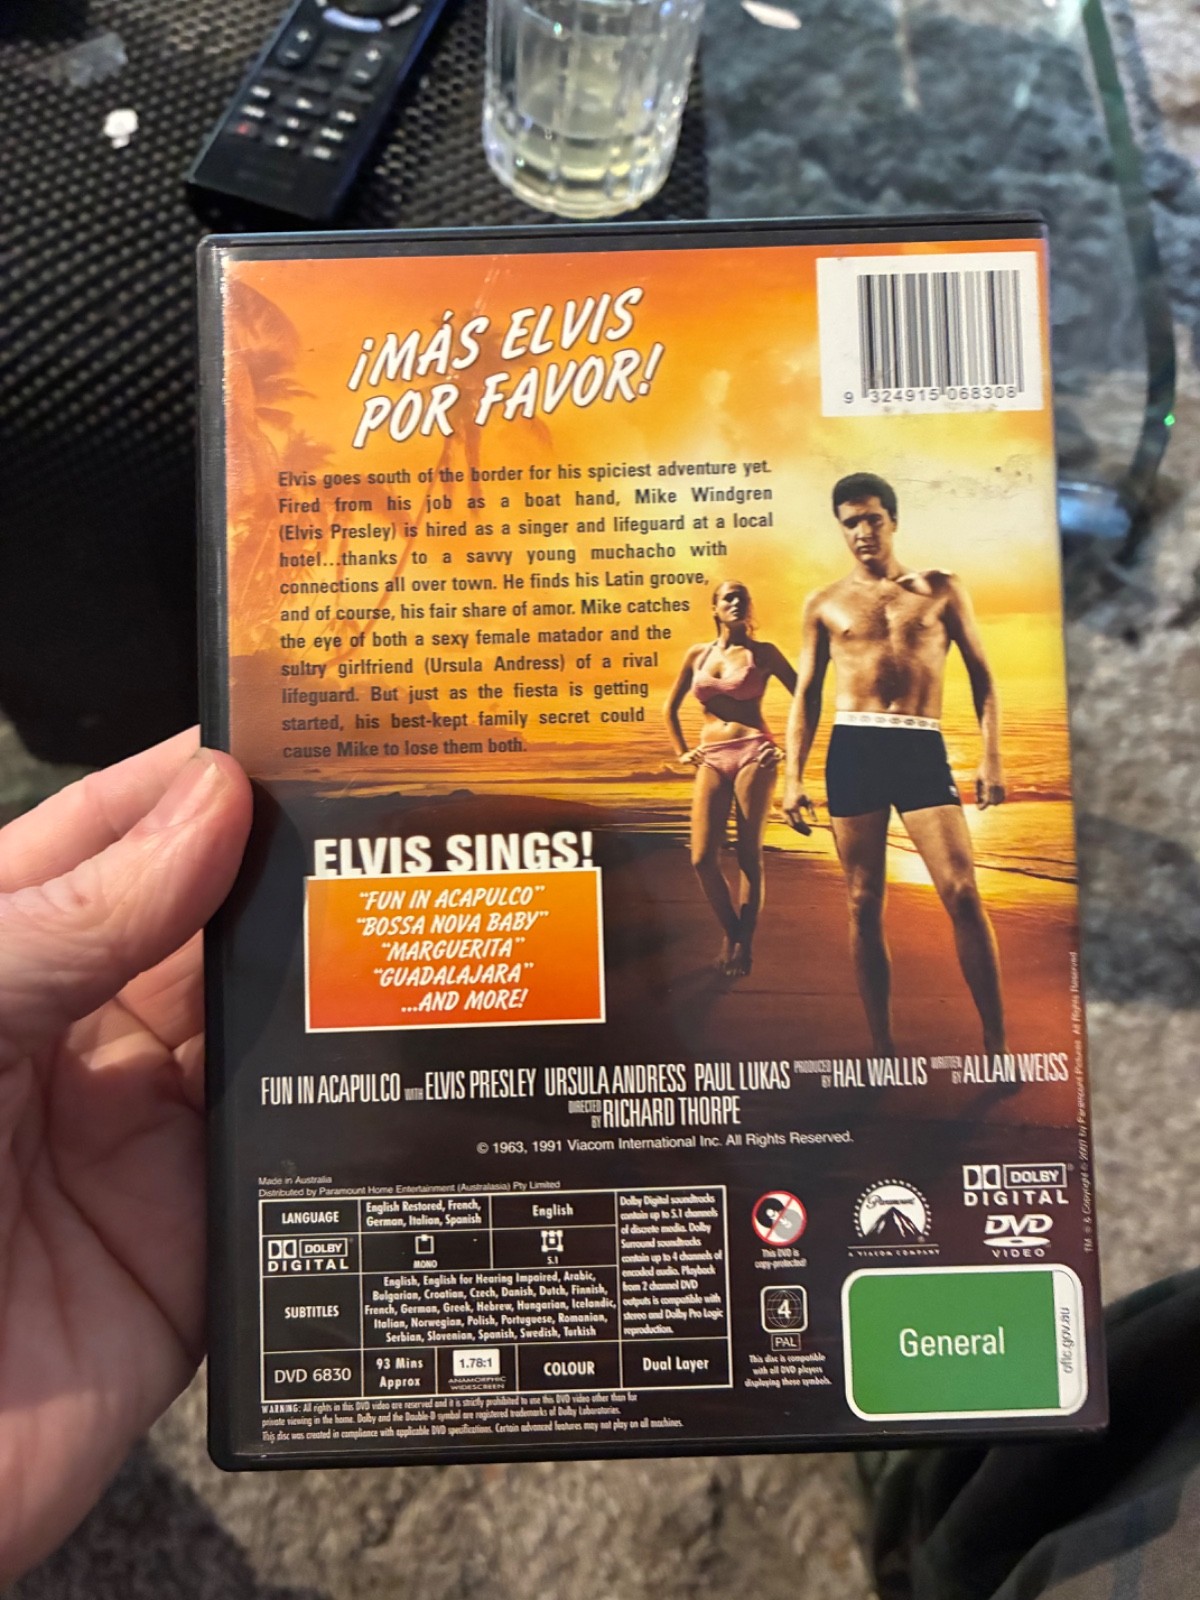 ¡MÁS ELVIS
POR FAVOR!
9 324915 068308
Elvis goes south of the border for his spiciest adventure yet.
Fired from his job as a boat hand, Mike Windgren
(Elvis Presley) is hired as a singer and lifeguard at a local
hotel...thanks to a savvy young muchacho with
connections all over town. He finds his Latin groove,
and of course, his fair share of amor. Mike catches
the eye of both a sexy female matador and the
sultry girlfriend (Ursula Andress) of a rival
lifeguard. But just as the fiesta is getting
started, his best-kept family secret could
cause Mike to lose them both.
ELVIS SINGS!
"FUN IN ACAPULCO"
"BOSSA NOVA BABY"
"MARGUERITA"
"GUADALAJARA"
...AND MORE!
FUN IN ACAPULCO WITH ELVIS PRESLEY URSULA ANDRESS PAUL LUKAS PRODUCED BY HAL WALLIS WRITTEN BY ALLAN WEISS
DIRECTED BY RICHARD THORPE
© 1963, 1991 Viacom International Inc. All Rights Reserved.
Made in Australia
Distributed by Paramount Home Entertainment (Australasia) Pty Limited
LANGUAGE
English Restored, French,
German, Italian, Spanish
English
DOLBY
DIGITAL
MONO
5.1
SUBTITLES
English, English for Hearing Impaired, Arabic,
Bulgarian, Croatian, Czech, Danish, Dutch, Finnish,
French, German, Greek, Hebrew, Hungarian, Icelandic,
Italian, Norwegian, Polish, Portuguese, Romanian,
Serbian, Slovenian, Spanish, Swedish, Turkish
Dolby Digital soundtracks
contain up to 5.1 channels
of discrete media. Dolby
Surround soundtracks
contain up to 4 channels of
encoded audio. Playback
from 2 channel DVD
outputs is compatible with
stereo and Dolby Pro Logic
reproduction.
DVD 6830
93 Mins
Approx
1.78:1
ANAMORPHIC
WIDESCREEN
COLOUR
Dual Layer
WARNING: All rights in this DVD video are reserved and it is strictly prohibited to use this DVD video other than for
private viewing in the home. Dolby and the Double-D symbol are registered trademarks of Dolby Laboratories.
This disc was created in compliance with applicable DVD specifications. Certain advanced features may not play on all machines.
This DVD is
copy-protected!
4
PAL
This disc is compatible
with all DVD players
displaying these symbols.
Paramount
A VIACOM COMPANY
DOLBY
DIGITAL
DVD
VIDEO
General
oflc.gov.au
by Paramount Pictures. All Rights Reserved